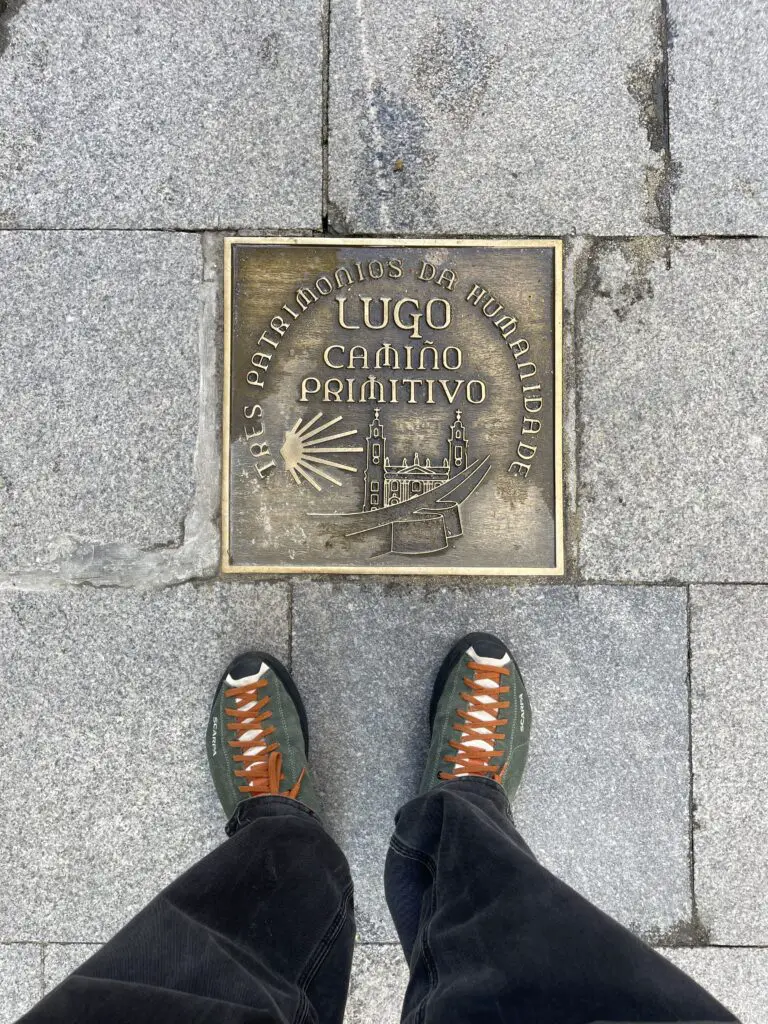 TRES PATRIMONIOS DA HUMANIDADE
LUGO
CAMIÑO
PRIMITIVO
SCARPA
SCARPA